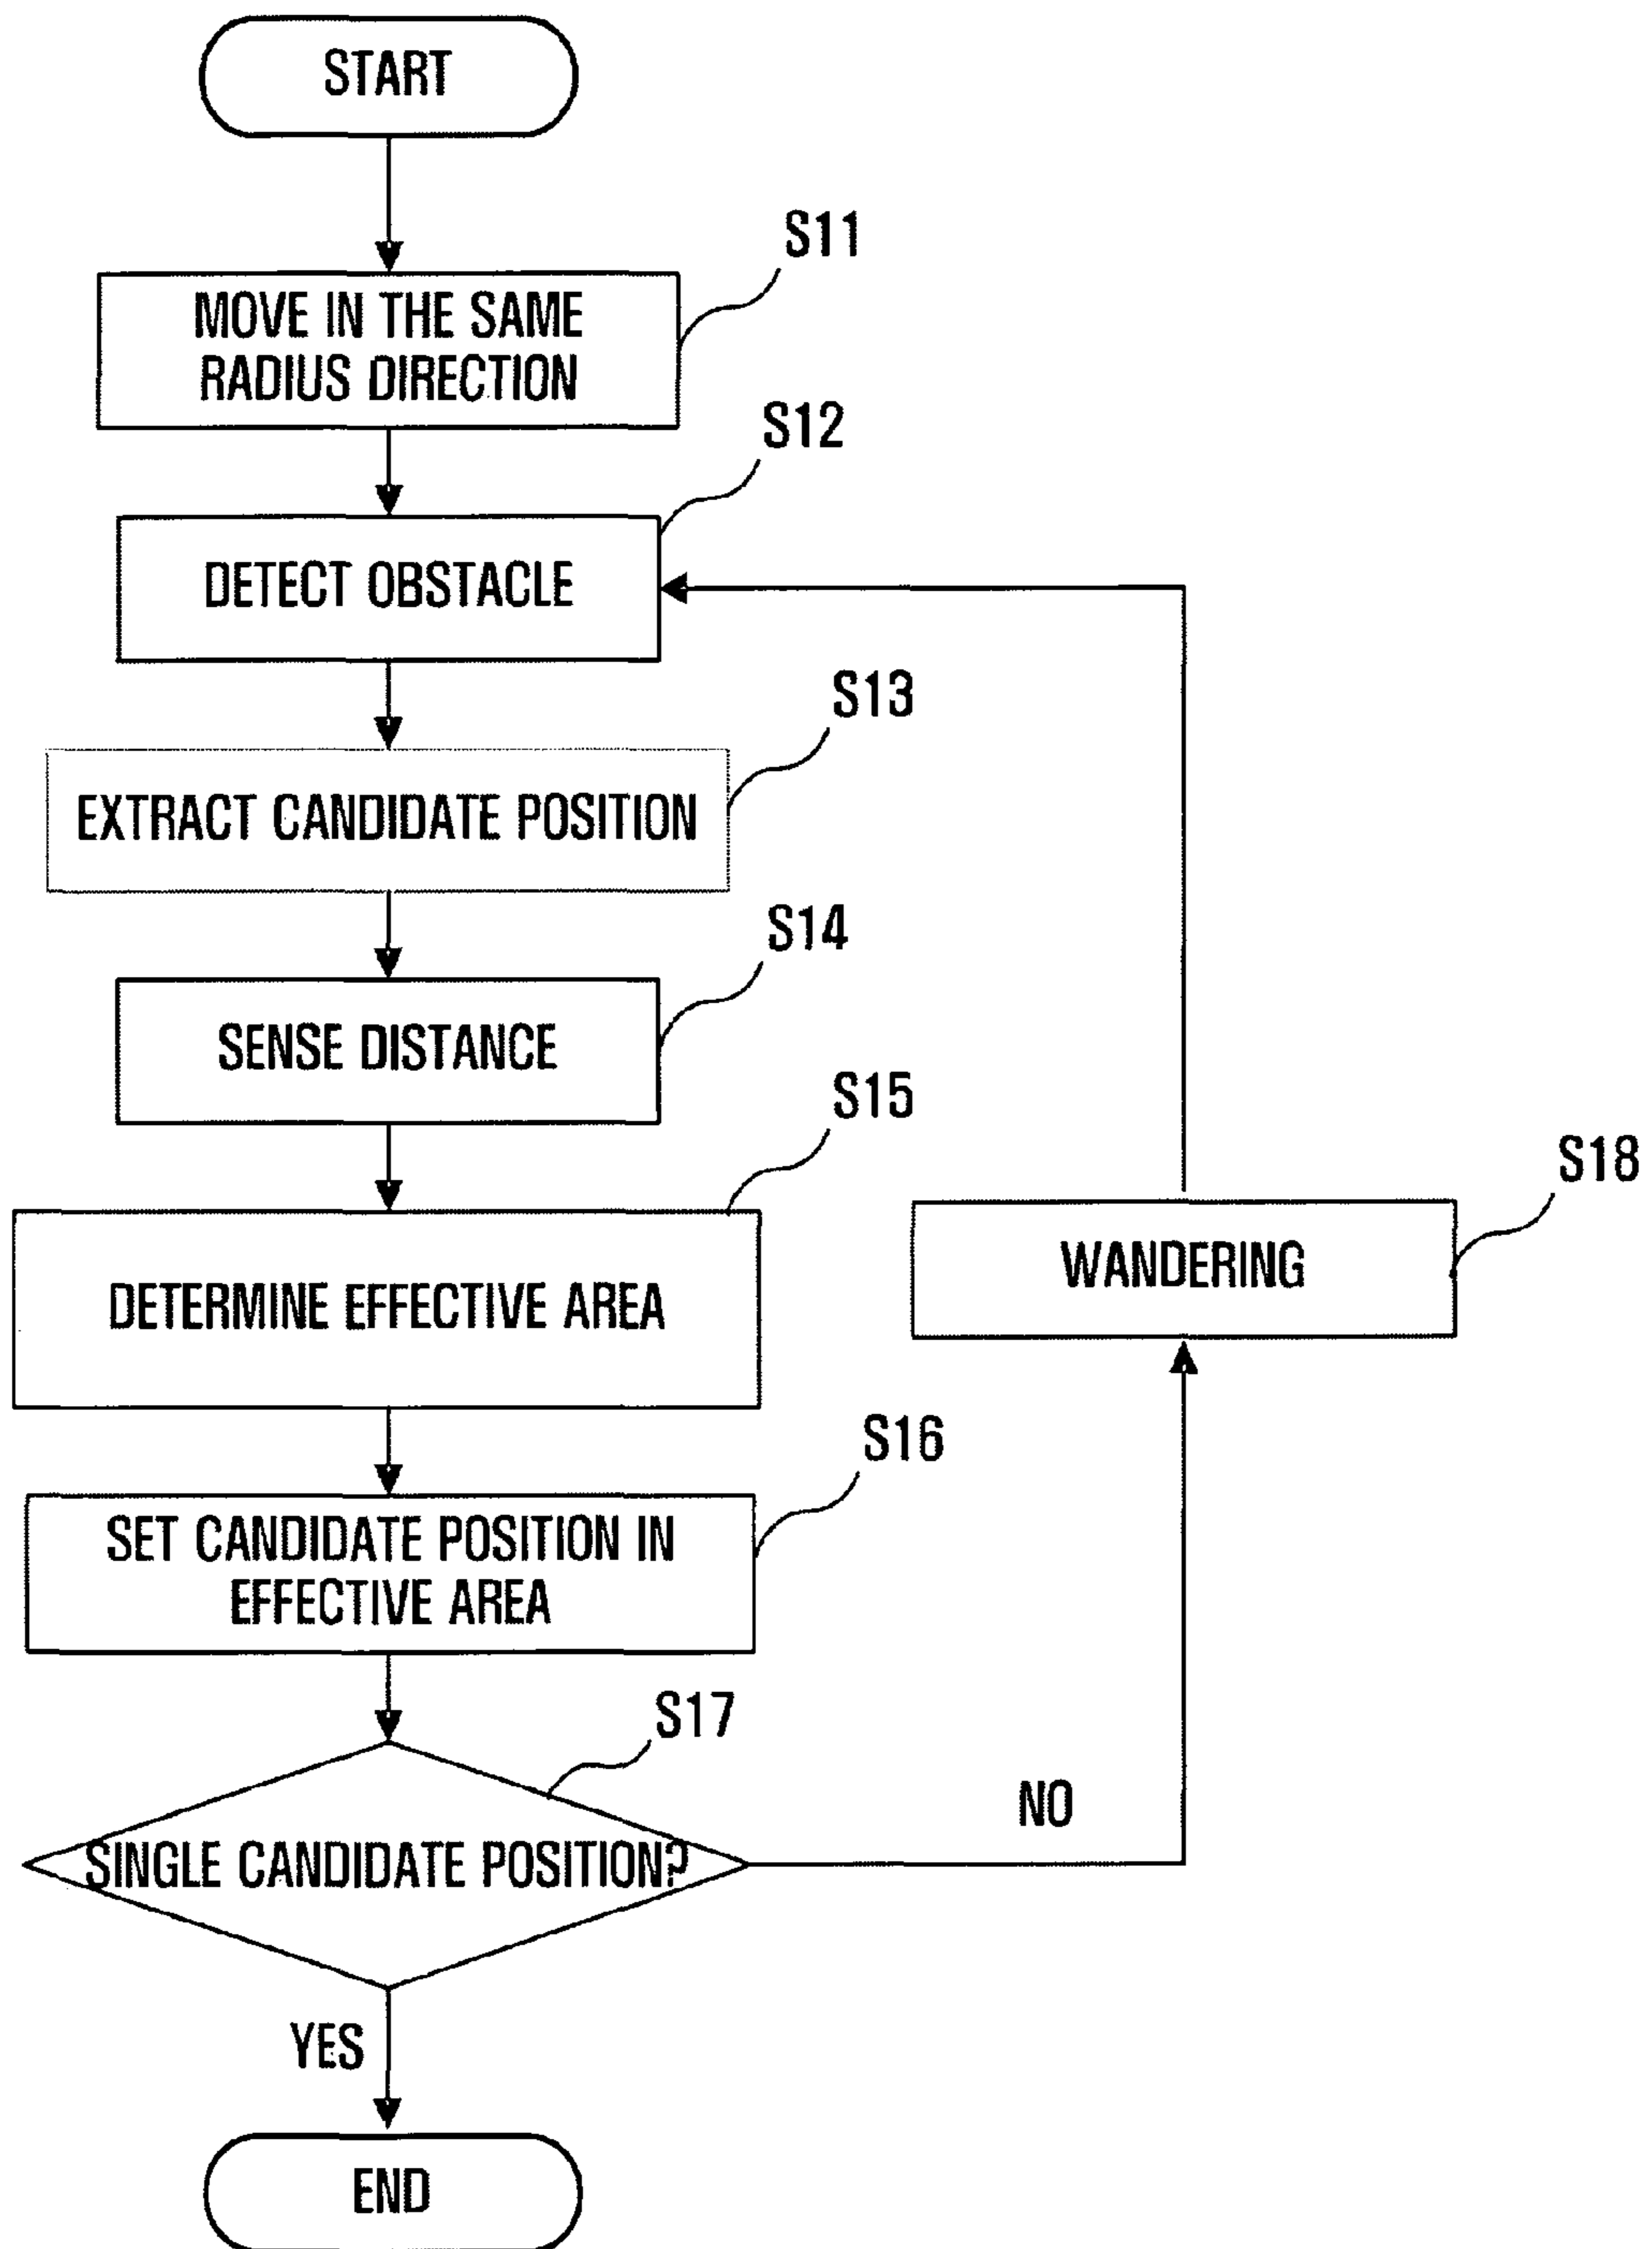 START
S11
MOVE IN THE SAME
RADIUS DIRECTION
S12
DETECT OBSTACLE
S13
EXTRACT CANDIDATE POSITION
S14
SENSE DISTANCE
S15
DETERMINE EFFECTIVE AREA
S18
WANDERING
S16
SET CANDIDATE POSITION IN
EFFECTIVE AREA
S17
SINGLE CANDIDATE POSITION?
NO
YES
END